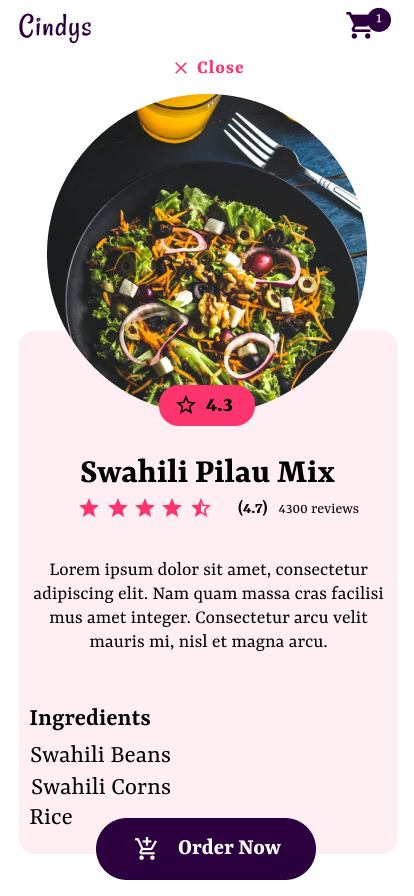 Cindys
1
Close
4.3
Swahili Pilau Mix
(4.7) 4300 reviews
Lorem ipsum dolor sit amet, consectetur
adipiscing elit. Nam quam massa cras facilisi
mus amet integer. Consectetur arcu velit
mauris mi, nisl et magna arcu.
Ingredients
Swahili Beans
Swahili Corns
Rice
Order Now